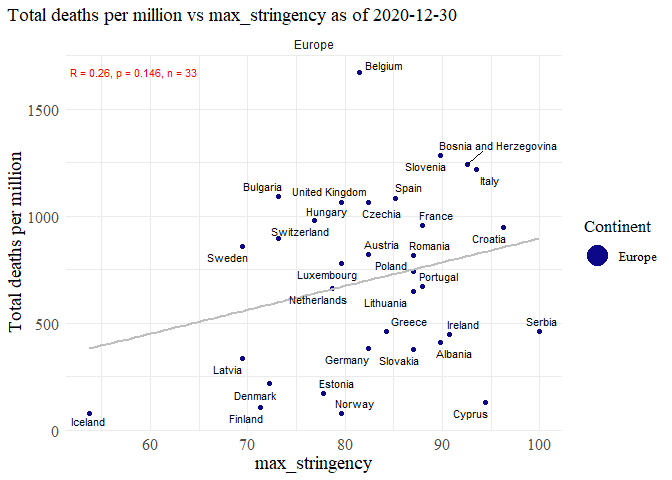 Total deaths per million vs max_stringency as of 2020-12-30
Europe
R = 0.26, p = 0.146, n = 33
Belgium
Bosnia and Herzegovina
Slovenia
Italy
Bulgaria
United Kingdom
Spain
Hungary
Czechia
France
Switzerland
Croatia
Sweden
Austria
Romania
Luxembourg
Poland
Portugal
Netherlands
Lithuania
Greece
Ireland
Serbia
Germany
Slovakia
Albania
Latvia
Estonia
Denmark
Norway
Finland
Cyprus
Iceland
Total deaths per million
1500
1000
500
0
60 70 80 90 100
max_stringency
Continent
Europe